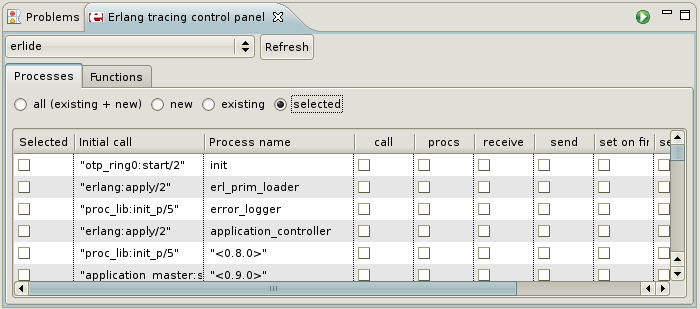 Problems Erlang tracing control panel
erlide Refresh
Processes Functions
all (existing + new) new existing selected
Selected Initial call Process name call procs receive send set on fir se
"otp_ring0:start/2" init
"erlang:apply/2" erl_prim_loader
"proc_lib:init_p/5" error_logger
"erlang:apply/2" application_controller
"proc_lib:init_p/5" "<0.8.0>"
"application_master:s "<0.9.0>"